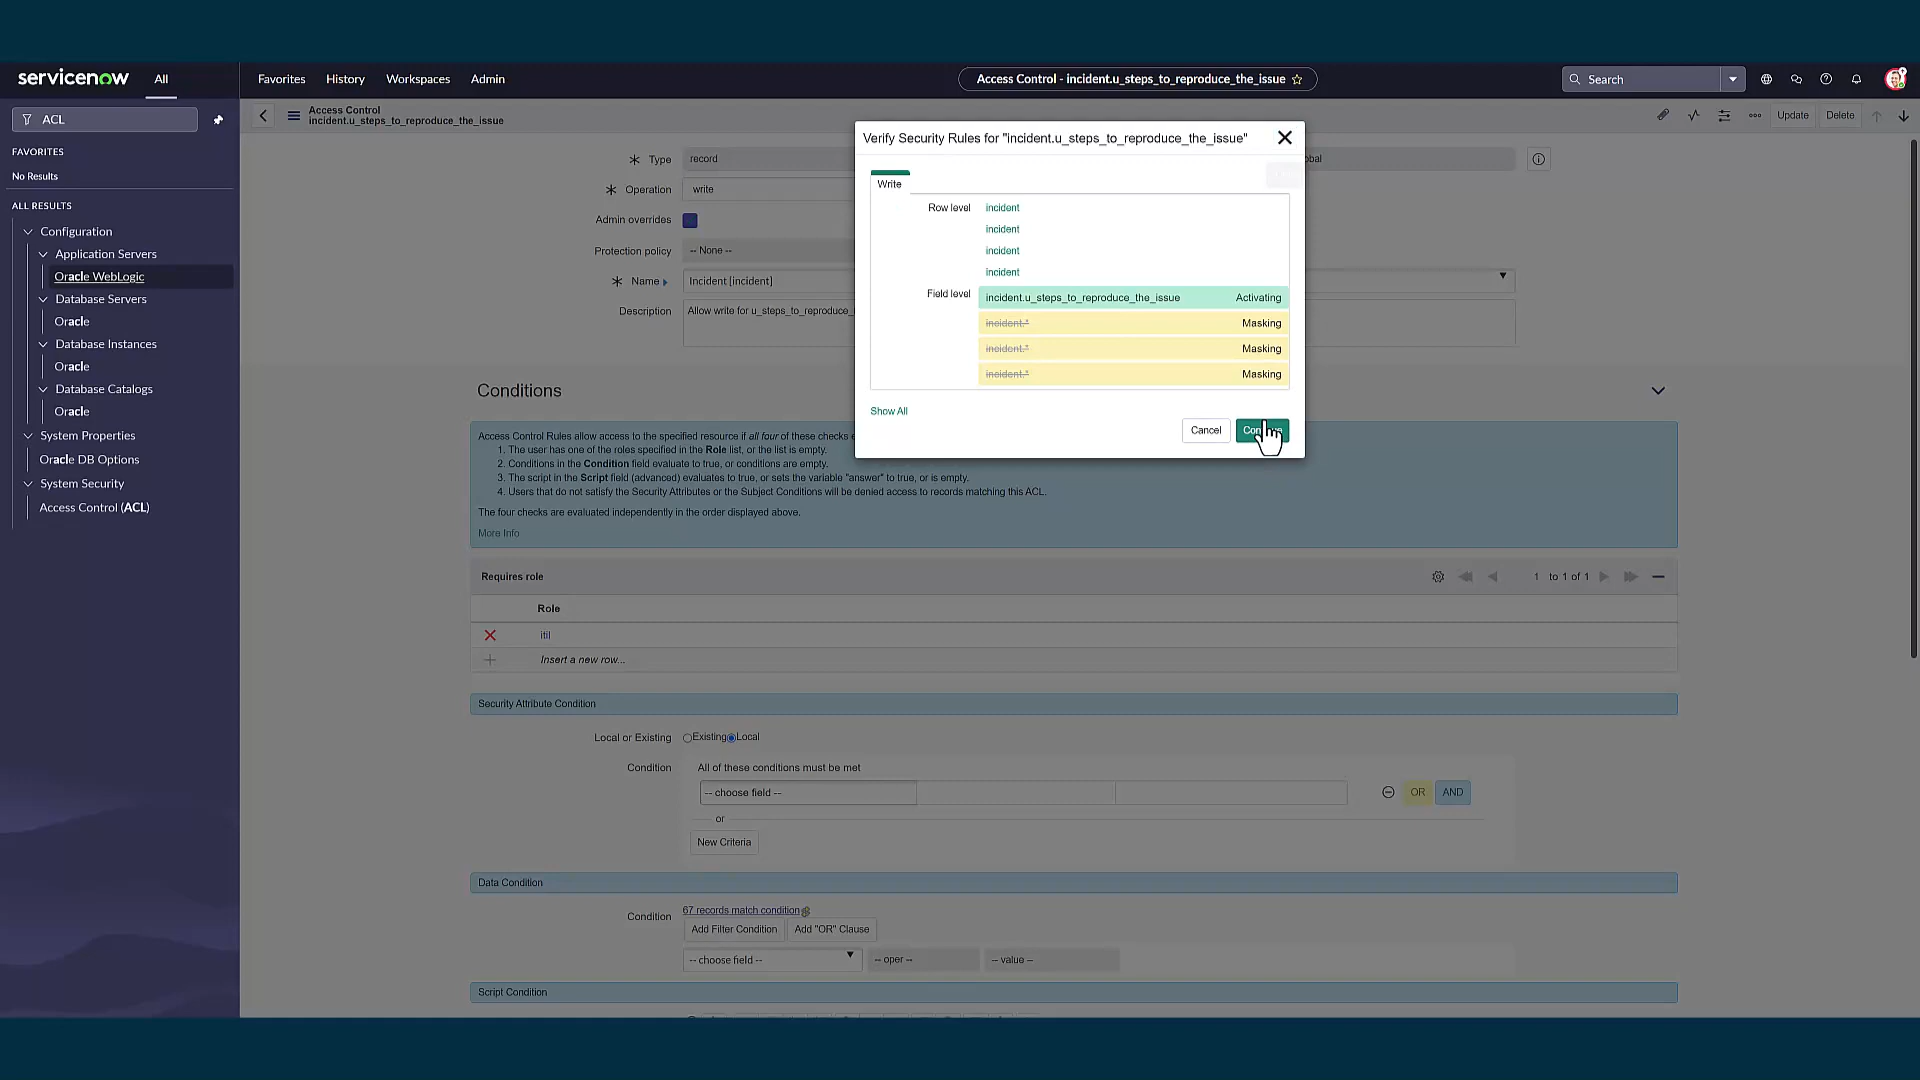 servicenow
All
Favorites
History
Workspaces
Admin
Access Control - incident.u_steps_to_reproduce_the_issue
Search
ACL
FAVORITES
No Results
ALL RESULTS
Configuration
Application Servers
Oracle WebLogic
Database Servers
Oracle
Database Instances
Oracle
Database Catalogs
Oracle
System Properties
Oracle DB Options
System Security
Access Control (ACL)
Access Control
incident.u_steps_to_reproduce_the_issue
Update
Delete
Type
record
Operation
write
Admin overrides
Protection policy
-- None --
Name
Incident [incident]
Description
Allow write for u_steps_to_reproduce_
Verify Security Rules for "incident.u_steps_to_reproduce_the_issue"
Write
Row level
incident
incident
incident
incident
Field level
incident.u_steps_to_reproduce_the_issue Activating
incident.* Masking
incident.* Masking
incident.* Masking
Show All
Cancel
Conditions
Access Control Rules allow access to the specified resource if all four of these checks
1. The user has one of the roles specified in the Role list, or the list is empty.
2. Conditions in the Condition field evaluate to true, or conditions are empty.
3. The script in the Script field (advanced) evaluates to true, or sets the variable "answer" to true, or is empty.
4. Users that do not satisfy the Security Attributes or the Subject Conditions will be denied access to records matching this ACL.
The four checks are evaluated independently in the order displayed above.
More Info
Requires role
1 to 1 of 1
Role
itil
Insert a new row...
Security Attribute Condition
Local or Existing
Existing Local
Condition
All of these conditions must be met
-- choose field --
OR
AND
or
New Criteria
Data Condition
Condition
67 records match condition
Add Filter Condition
Add "OR" Clause
-- choose field --
-- oper --
-- value --
Script Condition